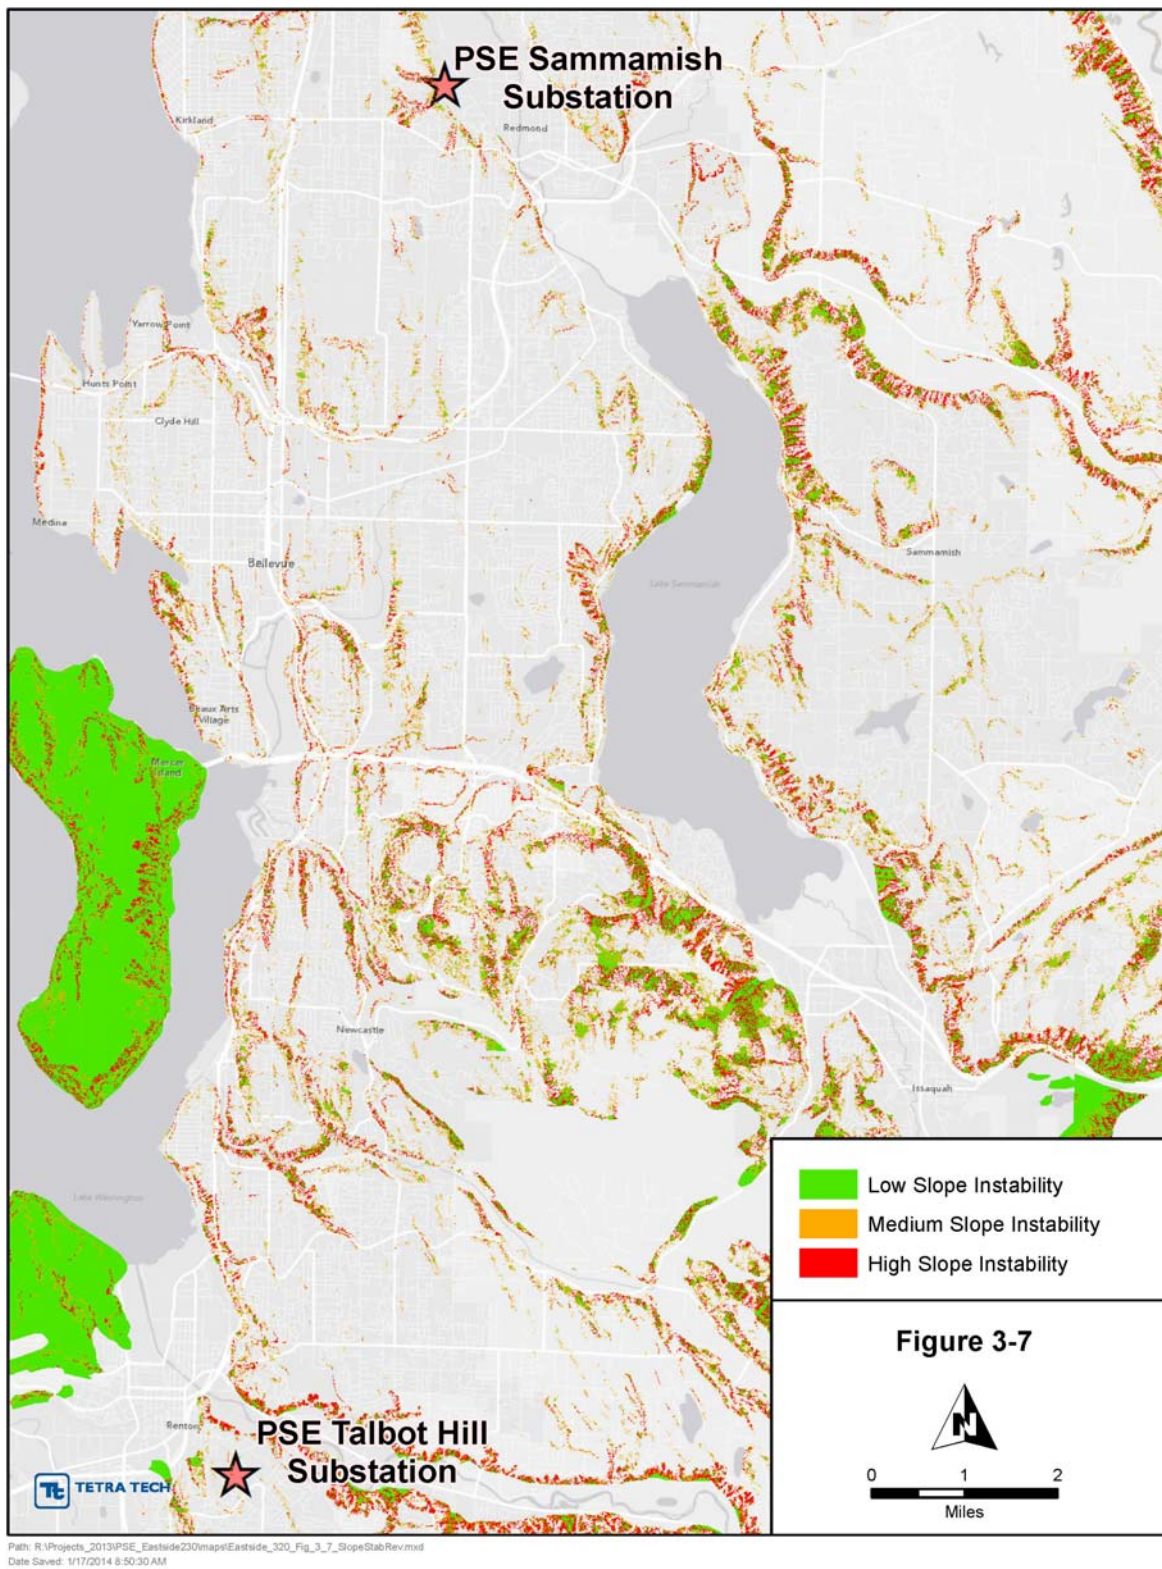 PSE Sammamish
Substation
Kirkland
Redmond
Yarrow Point
Hunts Point
Clyde Hill
Medina
Bellevue
Sammamish
Lake Sammamish
Beaux Arts
Village
Mercer
Island
Newcastle
Issaquah
Lake Washington
Low Slope Instability
Medium Slope Instability
High Slope Instability
Figure 3-7
N
0 1 2
Miles
Renton
PSE Talbot Hill
Substation
Tt
TETRA TECH
Path: R:\Projects_2013\PSE_Eastside230\maps\Eastside_320_Fig_3_7_SlopeStabRev.mxd
Date Saved: 1/17/2014 8:50:30 AM